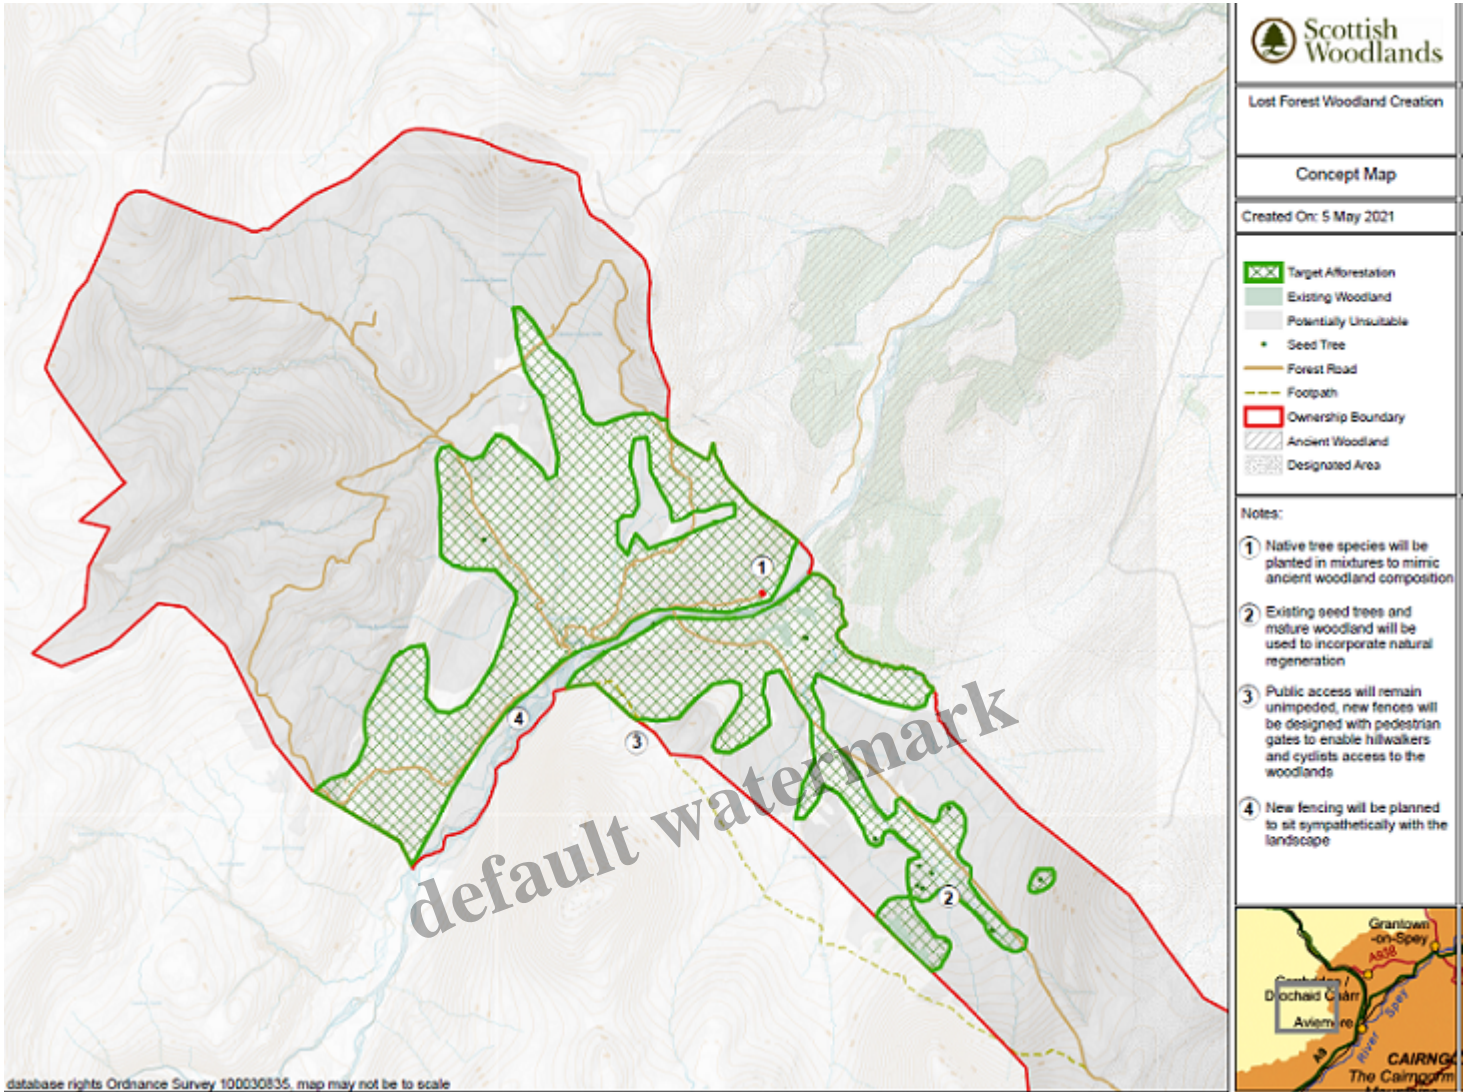 Scottish
Woodlands
Lost Forest Woodland Creation
Concept Map
Created On: 5 May 2021
Target Afforestation
Existing Woodland
Potentially Unsuitable
Seed Tree
Forest Road
Footpath
Ownership Boundary
Ancient Woodland
Designated Area
Notes:
1 Native tree species will be
planted in mixtures to mimic
ancient woodland composition
2 Existing seed trees and
mature woodland will be
used to incorporate natural
regeneration
3 Public access will remain
unimpeded, new fences will
be designed with pedestrian
gates to enable hillwalkers
and cyclists access to the
woodlands
4 New fencing will be planned
to sit sympathetically with the
landscape
1
4
3
2
default watermark
Grantown
-on-Spey
A938
Carrbridge /
Drochaid Chàrr
Aviemore
River Spey
A9
CAIRNG
The Cairngorm
database rights Ordnance Survey 100030835, map may not be to scale